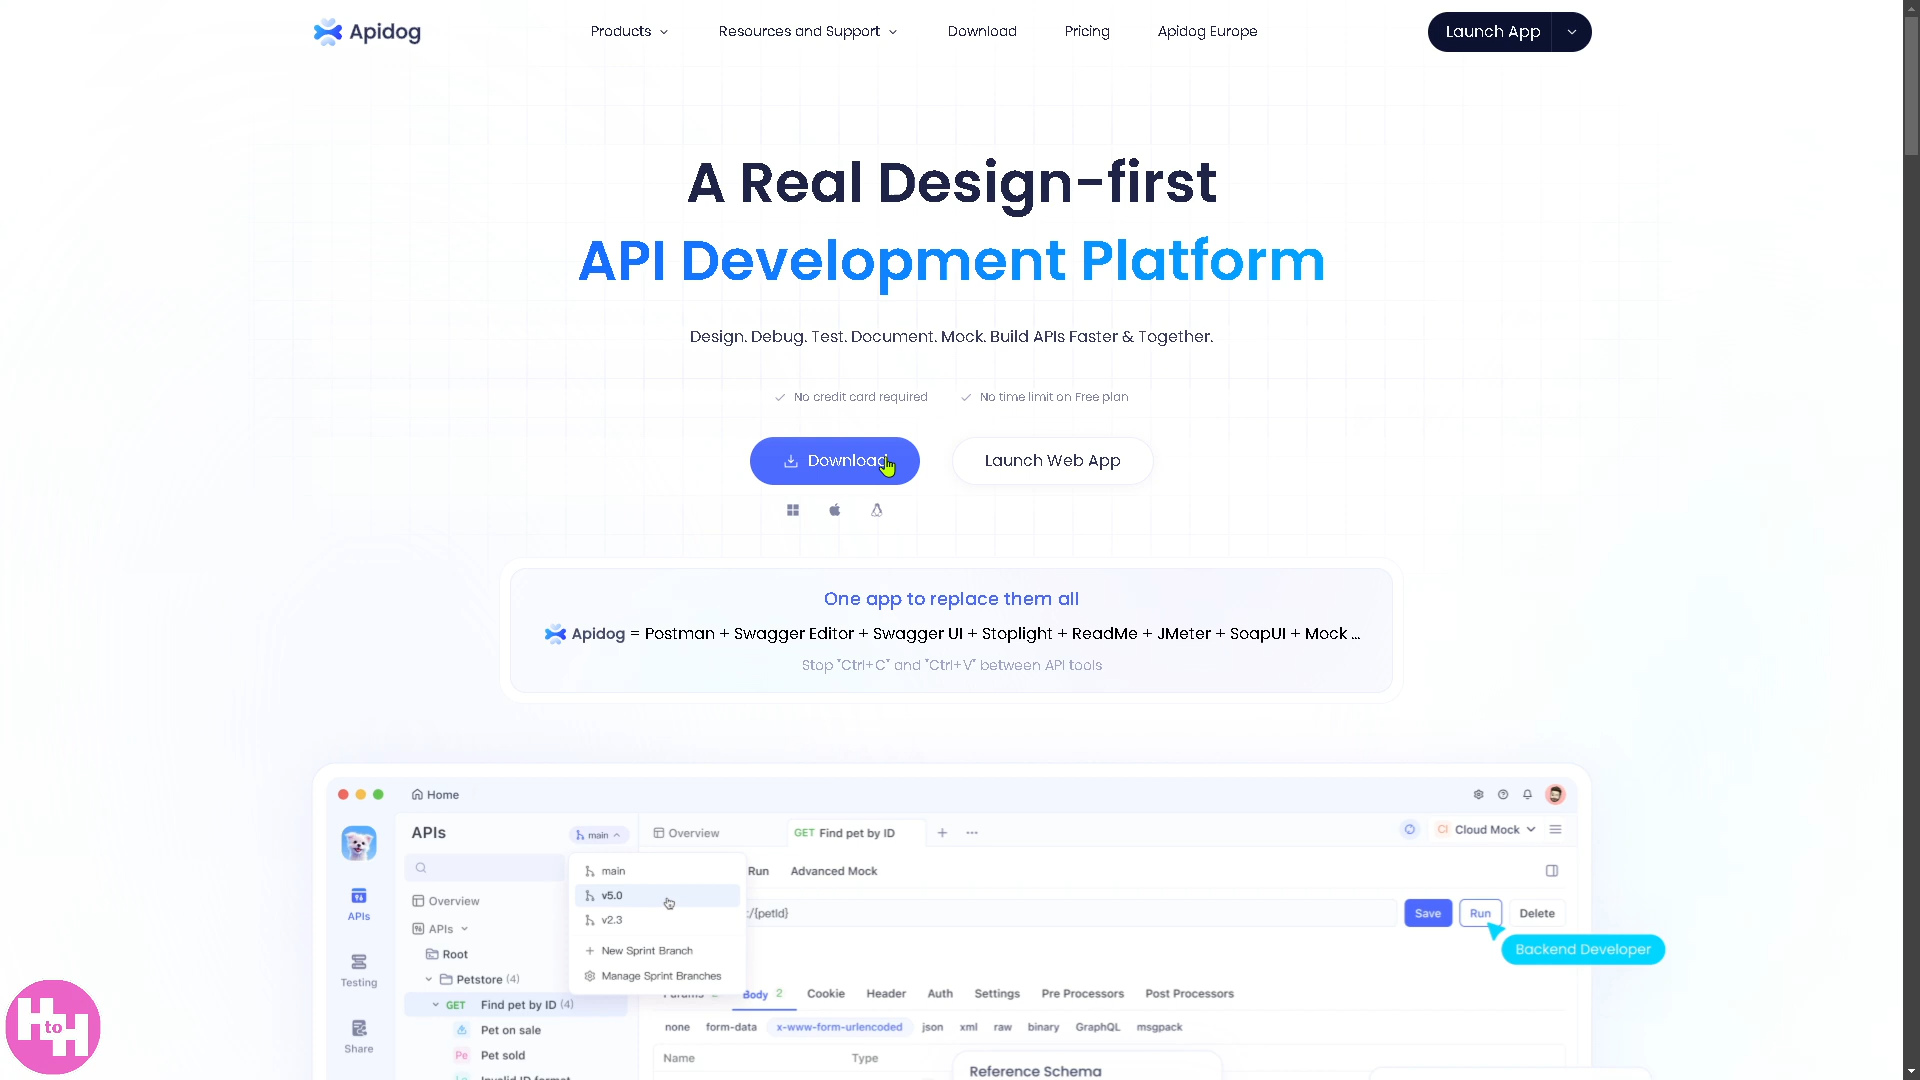 Apidog
Products
Resources and Support
Download
Pricing
Apidog Europe
Launch App
A Real Design-first
API Development Platform
Design. Debug. Test. Document. Mock. Build APIs Faster & Together.
No credit card required
No time limit on Free plan
Download
Launch Web App
One app to replace them all
Apidog = Postman + Swagger Editor + Swagger UI + Stoplight + ReadMe + JMeter + SoapUI + Mock ...
Stop "Ctrl+C" and "Ctrl+V" between API tools
Home
APIs
main
Overview
GET Find pet by ID
CI Cloud Mock
main
Run
Advanced Mock
v5.0
v2.3
:/{petId}
Save
Run
Delete
Backend Developer
APIs
Overview
APIs
Root
Petstore (4)
GET Find pet by ID (4)
Pet on sale
Pe Pet sold
New Sprint Branch
Manage Sprint Branches
Testing
Share
Body 2
Cookie
Header
Auth
Settings
Pre Processors
Post Processors
none
form-data
x-www-form-urlencoded
json
xml
raw
binary
GraphQL
msgpack
Name
Type
Reference Schema
H to H